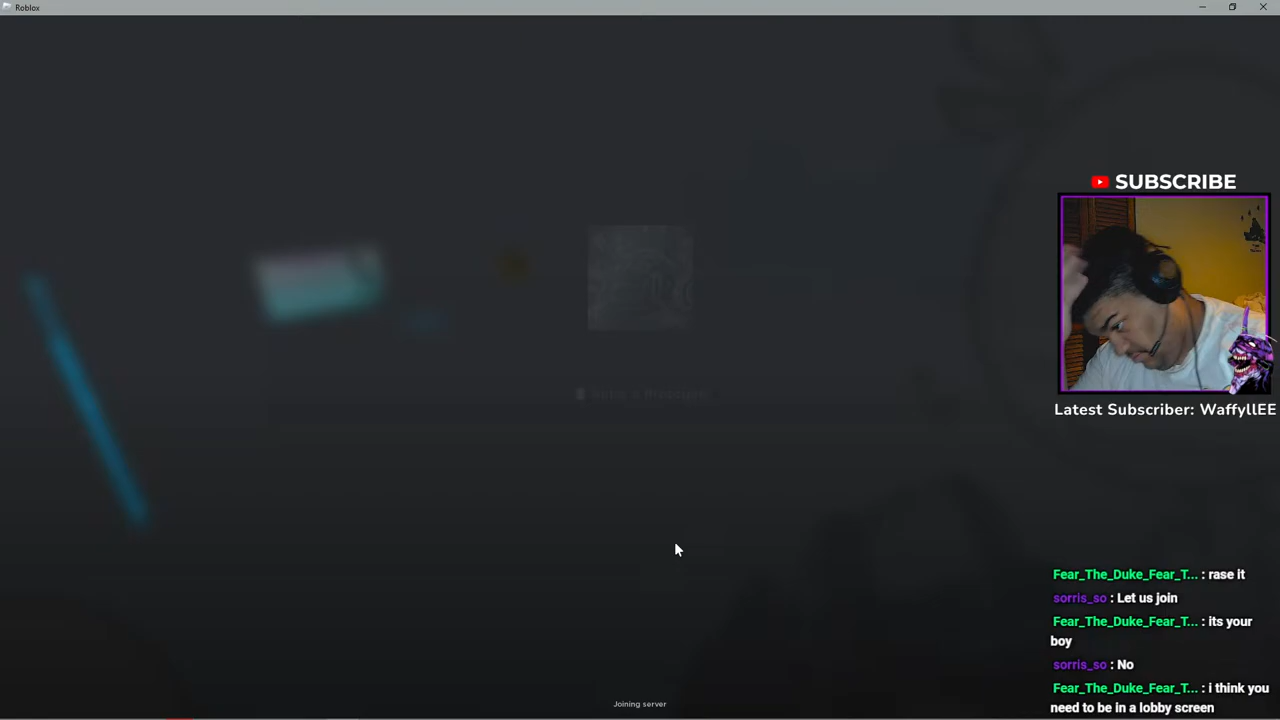 Roblox
SUBSCRIBE
Latest Subscriber: WaffyllEE
Fear_The_Duke_Fear_T... : rase it
sorris_so : Let us join
Fear_The_Duke_Fear_T... : its your
boy
sorris_so : No
Fear_The_Duke_Fear_T... : i think you
need to be in a lobby screen
Joining server